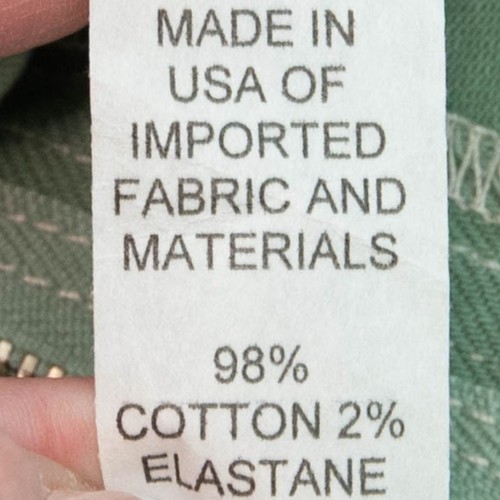 MADE IN
USA OF
IMPORTED
FABRIC AND
MATERIALS
98%
COTTON 2%
ELASTANE